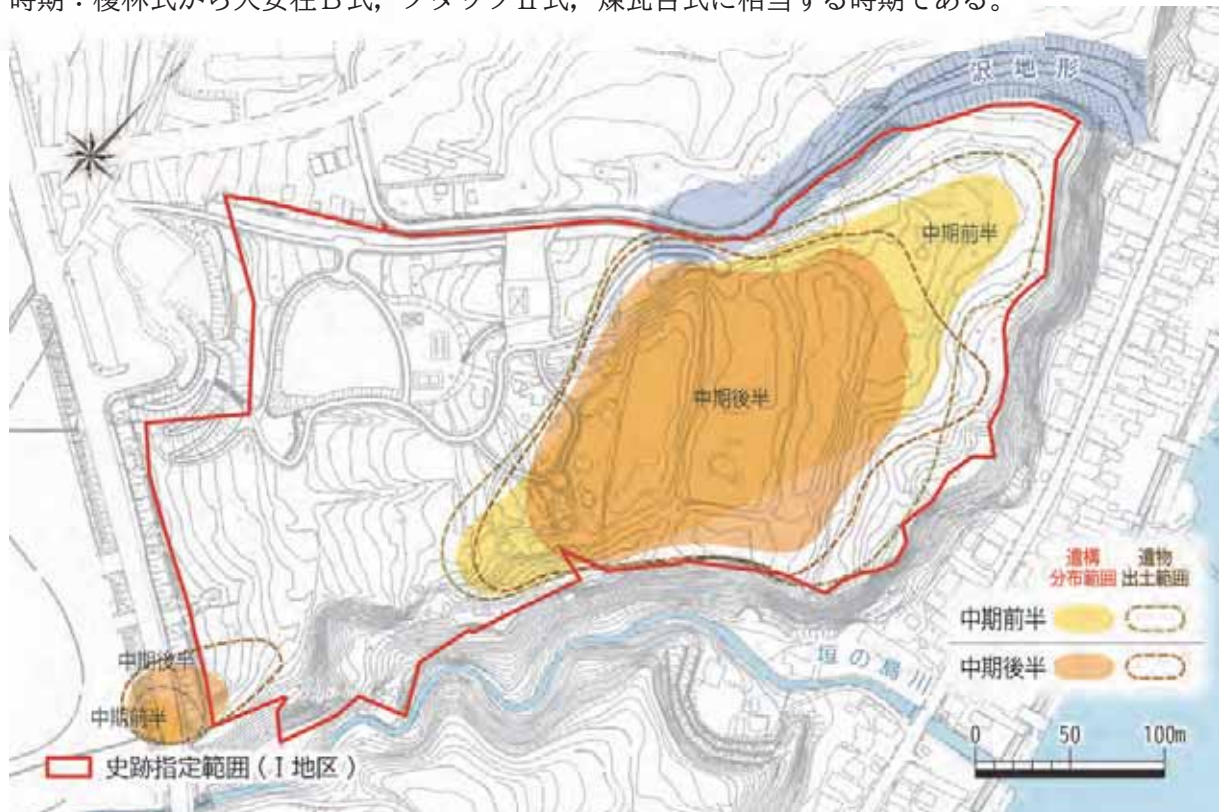 時期：榎林式から大安在Ｂ式，ノダップⅡ式，煉瓦台式に相当する時期である。
沢地形
中期前半
中期後半
遺構
分布範囲
遺物
出土範囲
中期前半
中期後半
垣の島川
中期後半
中期前半
0 50 100m
史跡指定範囲（Ⅰ地区）